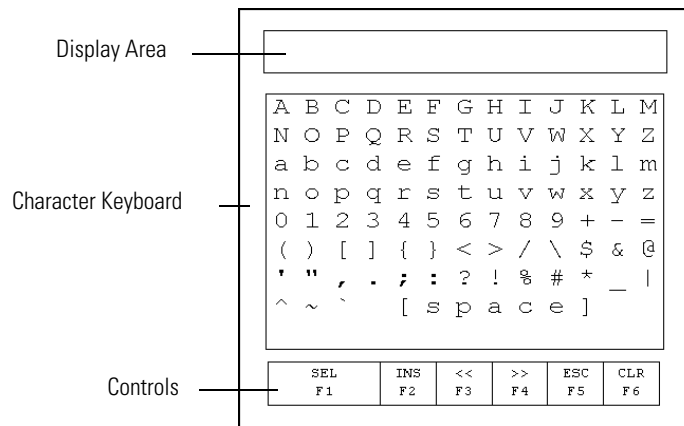 Display Area
A B C D E F G H I J K L M
N O P Q R S T U V W X Y Z
a b c d e f g h i j k l m
Character Keyboard
n o p q r s t u v w x y z
0 1 2 3 4 5 6 7 8 9 + - =
( ) [ ] { } < > / \ $ & @
' " , . ; : ? ! % # * _ |
^ ~ ` [ s p a c e ]
Controls
SEL INS << >> ESC CLR
F1 F2 F3 F4 F5 F6